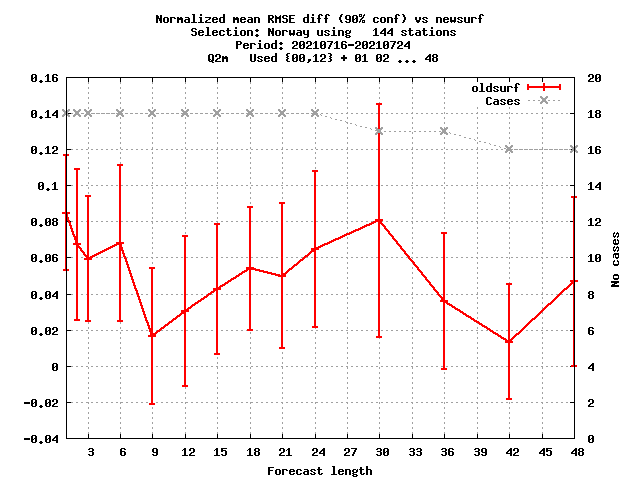 Normalized mean RMSE diff (90% conf) vs newsurf
Selection: Norway using   144 stations
Period: 20210716-20210724
Q2m   Used {00,12} + 01 02 ... 48
oldsurf
Cases
0.16
0.14
0.12
0.1
0.08
0.06
0.04
0.02
0
-0.02
-0.04
20
18
16
14
12
10
8
6
4
2
0
No cases
3 6 9 12 15 18 21 24 27 30 33 36 39 42 45 48
Forecast length